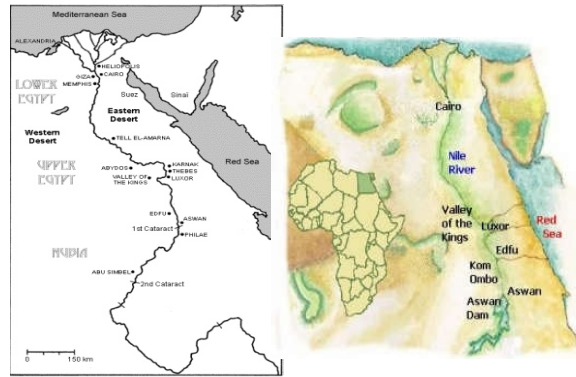 Mediterranean Sea
ALEXANDRIA
HELIOPOLIS
GIZA
CAIRO
MEMPHIS
LOWER
EGYPT
Suez
Sinai
Eastern
Desert
Western
Desert
TELL EL-AMARNA
Red Sea
UPPER
EGYPT
ABYDOS
KARNAK
THEBES
VALLEY OF
THE KINGS
LUXOR
EDFU
ASWAN
1st Cataract
PHILAE
NUBIA
ABU SIMBEL
2nd Cataract
0 150 km
Cairo
Nile
River
Valley
of the
Kings
Luxor
Red
Sea
Edfu
Kom
Ombo
Aswan
Aswan
Dam